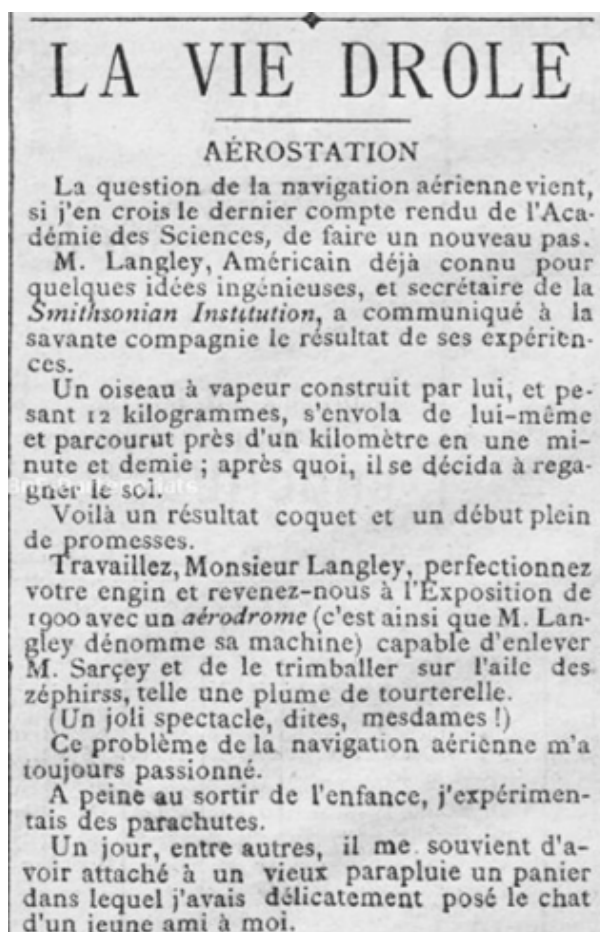 LA VIE DROLE
AÉROSTATION
La question de la navigation aérienne vient,
si j'en crois le dernier compte rendu de l'Aca-
démie des Sciences, de faire un nouveau pas.
M. Langley, Américain déjà connu pour
quelques idées ingénieuses, et secrétaire de la
Smithsonian Institution, a communiqué à la
savante compagnie le résultat de ses expérien-
ces.
Un oiseau à vapeur construit par lui, et pe-
sant 12 kilogrammes, s'envola de lui-même
et parcourut près d'un kilomètre en une mi-
nute et demie ; après quoi, il se décida à rega-
gner le sol.
Voilà un résultat coquet et un début plein
de promesses.
Travaillez, Monsieur Langley, perfectionnez
votre engin et revenez-nous à l'Exposition de
1900 avec un aérodrome (c'est ainsi que M. Lan-
gley dénomme sa machine) capable d'enlever
M. Sarçey et de le trimballer sur l'aile des
zéphirss, telle une plume de tourterelle.
(Un joli spectacle, dites, mesdames !)
Ce problème de la navigation aérienne m'a
toujours passionné.
A peine au sortir de l'enfance, j'expérimen-
tais des parachutes.
Un jour, entre autres, il me souvient d'a-
voir attaché à un vieux parapluie un panier
dans lequel j'avais délicatement posé le chat
d'un jeune ami à moi.